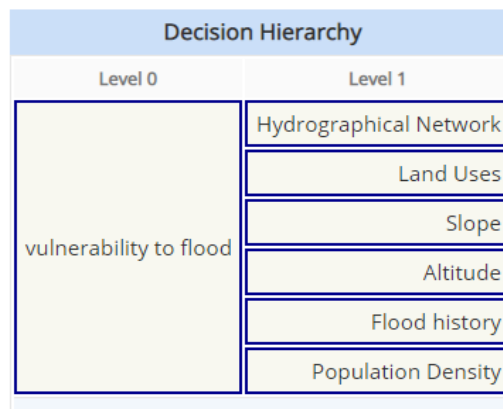 Decision Hierarchy
Level 0
Level 1
vulnerability to flood
Hydrographical Network
Land Uses
Slope
Altitude
Flood history
Population Density